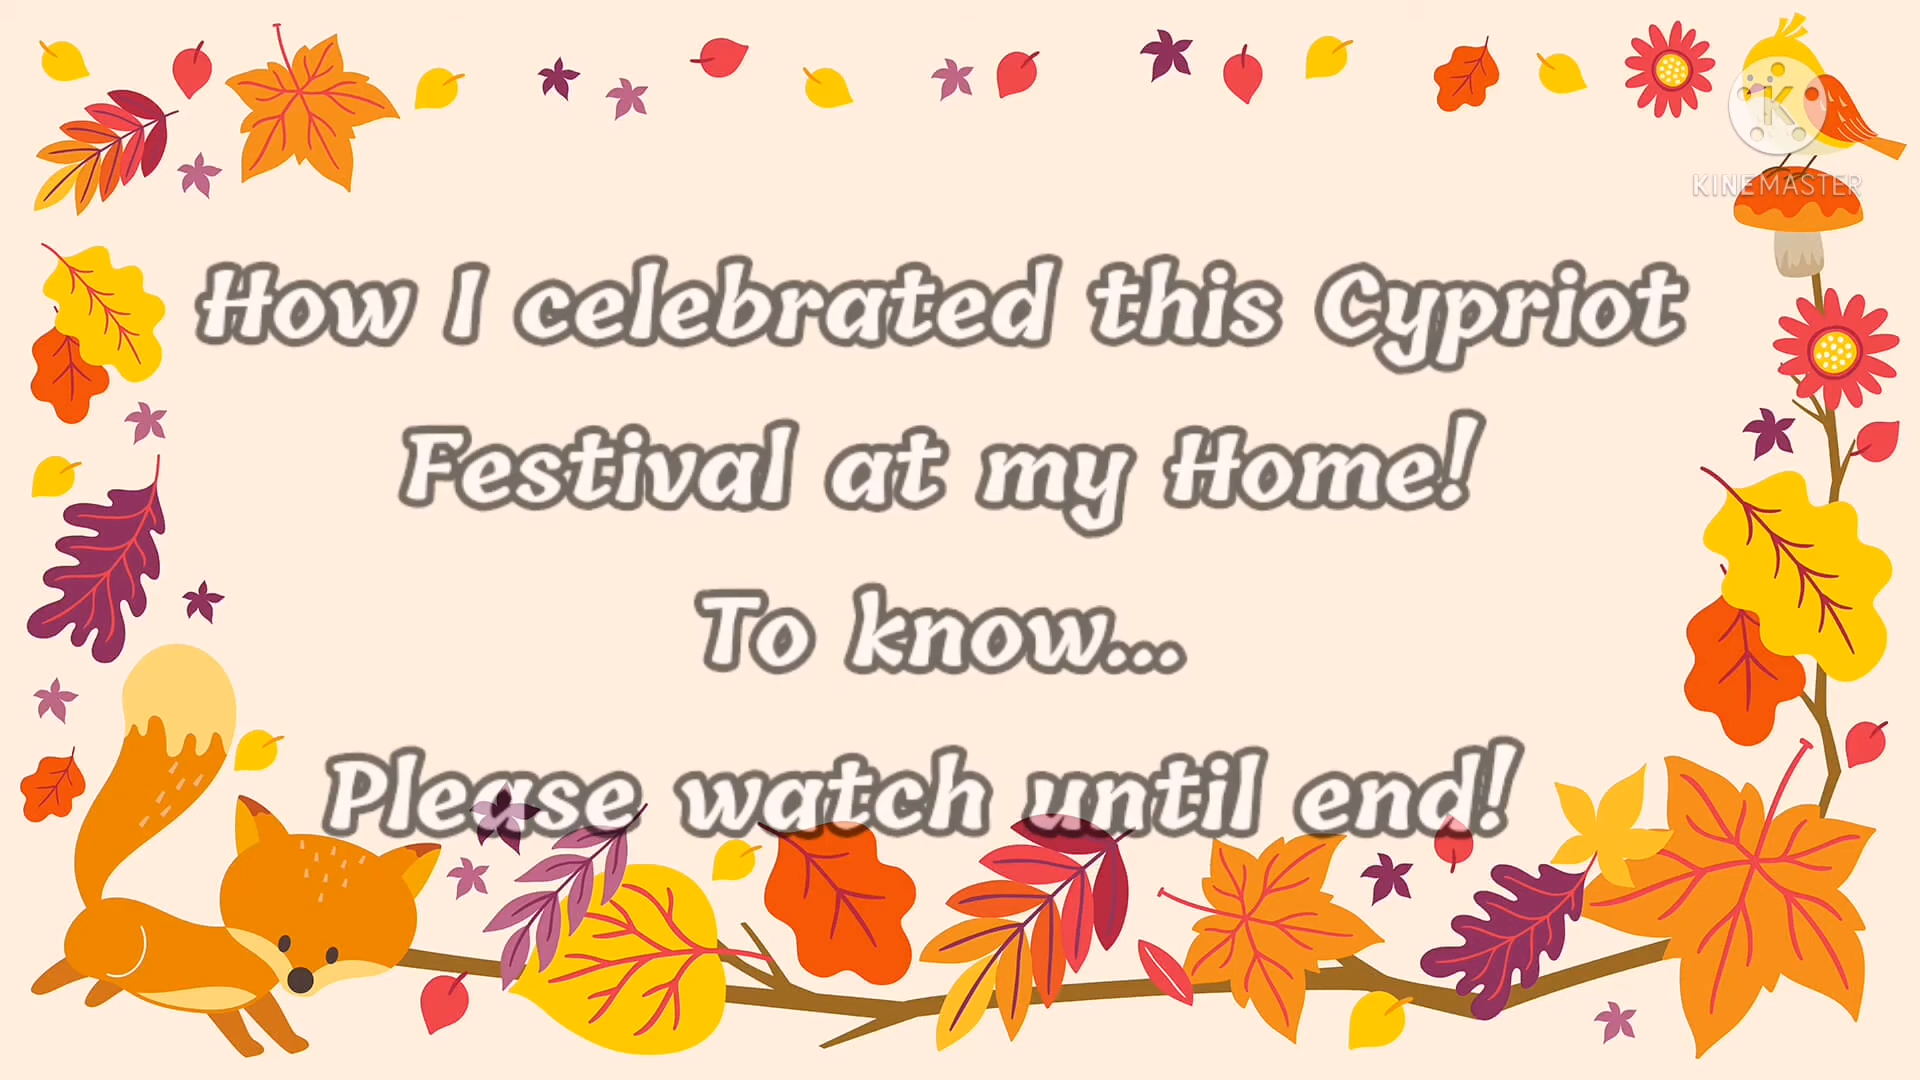 K
KINEMASTER
How I celebrated this Cypriot
Festival at my Home!
To know...
Please watch until end!